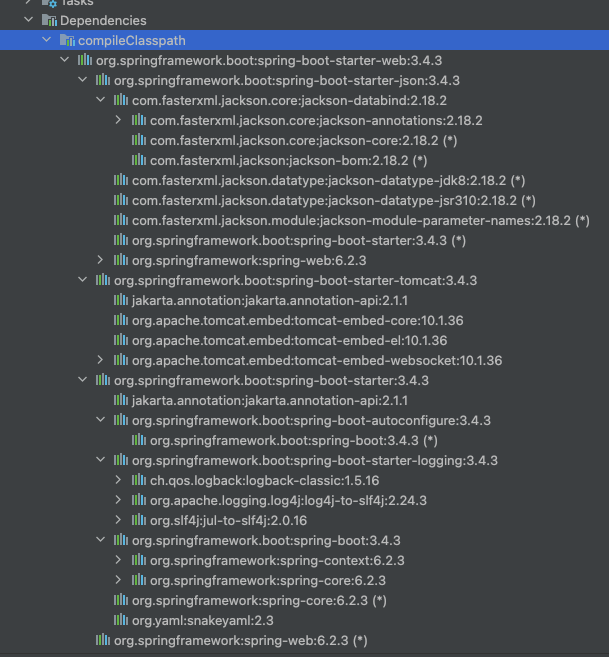 Tasks
Dependencies
compileClasspath
org.springframework.boot:spring-boot-starter-web:3.4.3
org.springframework.boot:spring-boot-starter-json:3.4.3
com.fasterxml.jackson.core:jackson-databind:2.18.2
com.fasterxml.jackson.core:jackson-annotations:2.18.2
com.fasterxml.jackson.core:jackson-core:2.18.2 (*)
com.fasterxml.jackson:jackson-bom:2.18.2 (*)
com.fasterxml.jackson.datatype:jackson-datatype-jdk8:2.18.2 (*)
com.fasterxml.jackson.datatype:jackson-datatype-jsr310:2.18.2 (*)
com.fasterxml.jackson.module:jackson-module-parameter-names:2.18.2 (*)
org.springframework.boot:spring-boot-starter:3.4.3 (*)
org.springframework:spring-web:6.2.3
org.springframework.boot:spring-boot-starter-tomcat:3.4.3
jakarta.annotation:jakarta.annotation-api:2.1.1
org.apache.tomcat.embed:tomcat-embed-core:10.1.36
org.apache.tomcat.embed:tomcat-embed-el:10.1.36
org.apache.tomcat.embed:tomcat-embed-websocket:10.1.36
org.springframework.boot:spring-boot-starter:3.4.3
jakarta.annotation:jakarta.annotation-api:2.1.1
org.springframework.boot:spring-boot-autoconfigure:3.4.3
org.springframework.boot:spring-boot:3.4.3 (*)
org.springframework.boot:spring-boot-starter-logging:3.4.3
ch.qos.logback:logback-classic:1.5.16
org.apache.logging.log4j:log4j-to-slf4j:2.24.3
org.slf4j:jul-to-slf4j:2.0.16
org.springframework.boot:spring-boot:3.4.3
org.springframework:spring-context:6.2.3
org.springframework:spring-core:6.2.3
org.springframework:spring-core:6.2.3 (*)
org.yaml:snakeyaml:2.3
org.springframework:spring-web:6.2.3 (*)